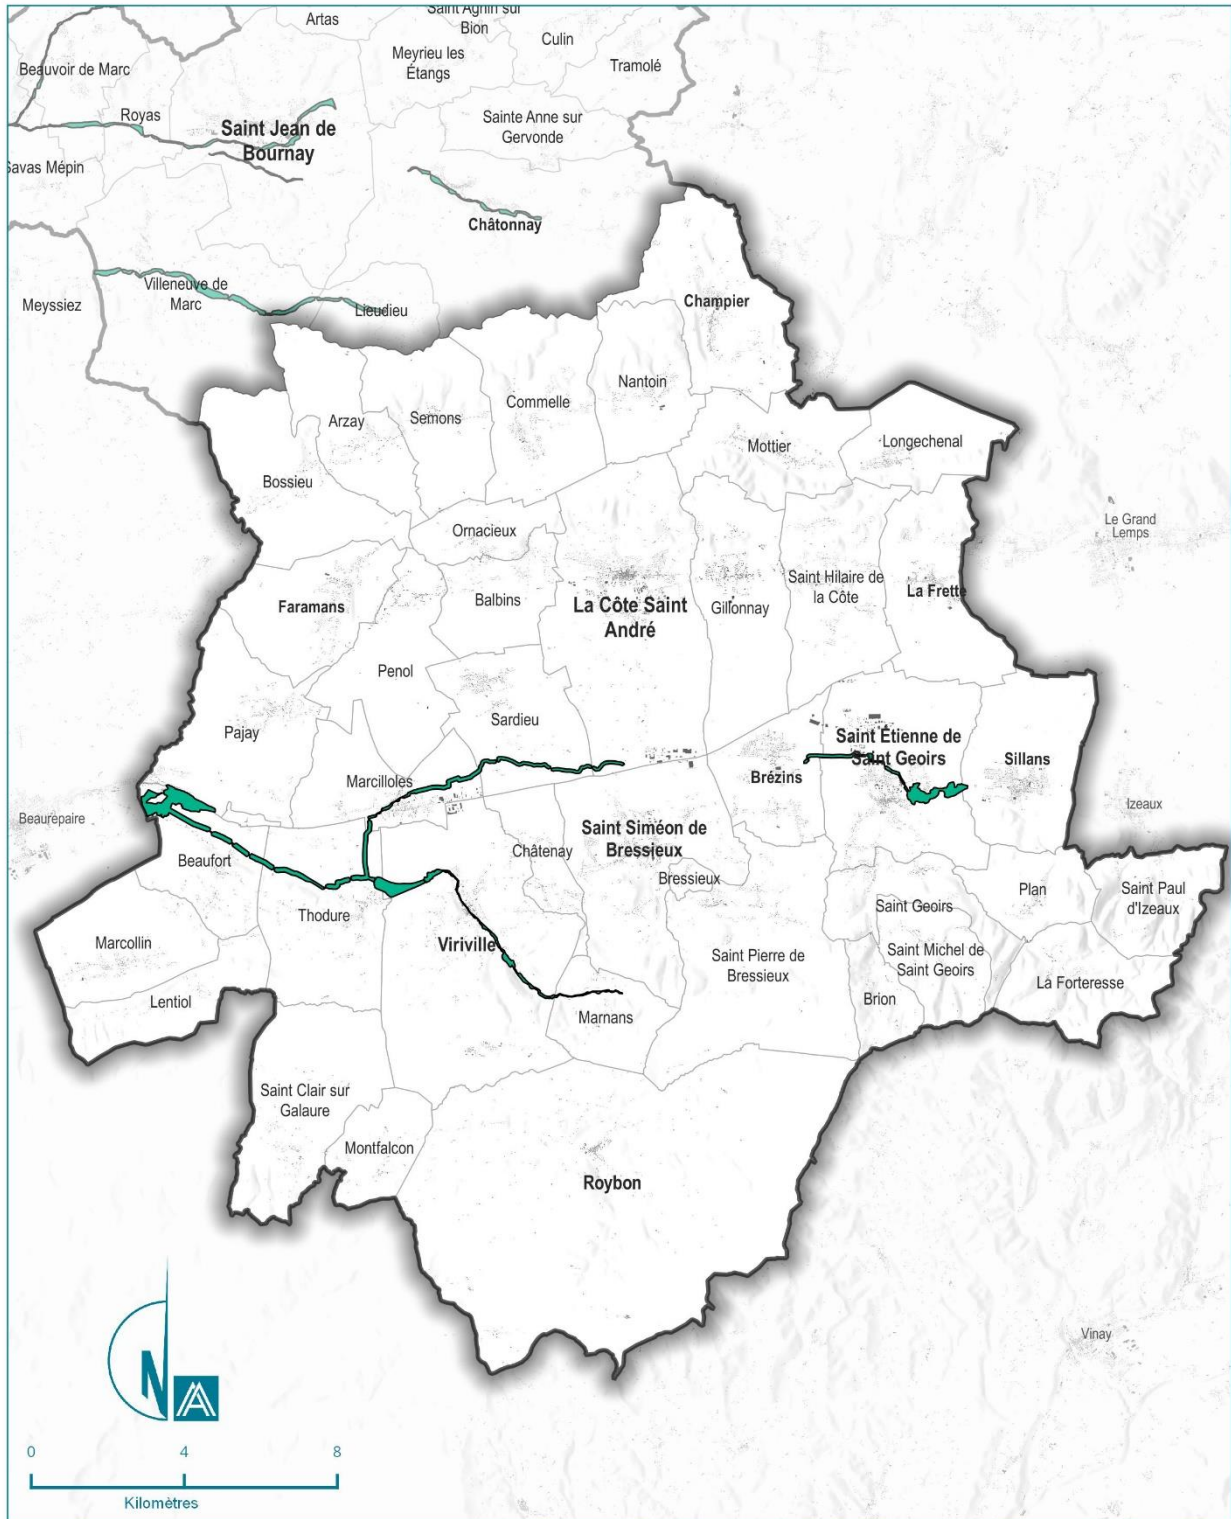 Artas
Saint Agnin sur
Bion
Culin
Meyrieu les
Étangs
Tramolé
Beauvoir de Marc
Royas
Saint Jean de
Bournay
Sainte Anne sur
Gervonde
Savas Mépin
Châtonnay
Villeneuve de
Marc
Meyssiez
Lieudieu
Champier
Nantoin
Commelle
Semons
Arzay
Mottier
Longechenal
Bossieu
Ornacieux
Le Grand
Lemps
Saint Hilaire de
la Côte
La Frette
Faramans
Balbins
La Côte Saint
André
Gillonnay
Penol
Sardieu
Pajay
Saint Étienne de
Saint Geoirs
Sillans
Brézins
Marcilloles
Izeaux
Beaurepaire
Saint Siméon de
Bressieux
Beaufort
Châtenay
Bressieux
Plan
Saint Paul
d'Izeaux
Saint Geoirs
Thodure
Marcollin
Viriville
Saint Pierre de
Bressieux
Saint Michel de
Saint Geoirs
La Forteresse
Lentiol
Brion
Marnans
Saint Clair sur
Galaure
Montfalcon
Roybon
Vinay
N
0 4 8
Kilomètres